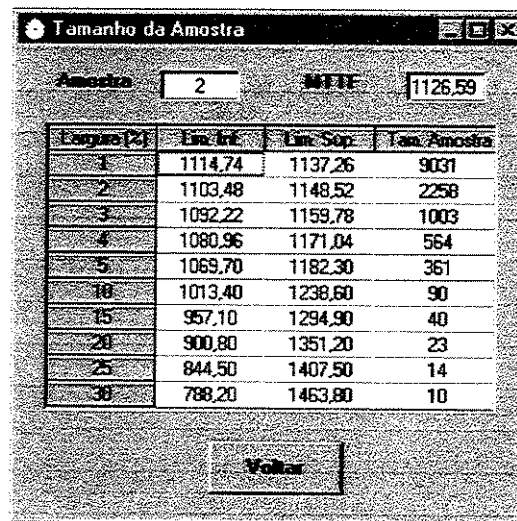 Tamanho da Amostra
Amostra 2 MTTF 1126,59
Largura [%] Lim. Inf. Lim. Sup. Tam. Amostra
1 1114,74 1137,26 9031
2 1103,48 1148,52 2258
3 1092,22 1159,78 1003
4 1080,96 1171,04 564
5 1069,70 1182,30 361
10 1013,40 1238,60 90
15 957,10 1294,90 40
20 900,80 1351,20 23
25 844,50 1407,50 14
30 788,20 1463,80 10
Voltar